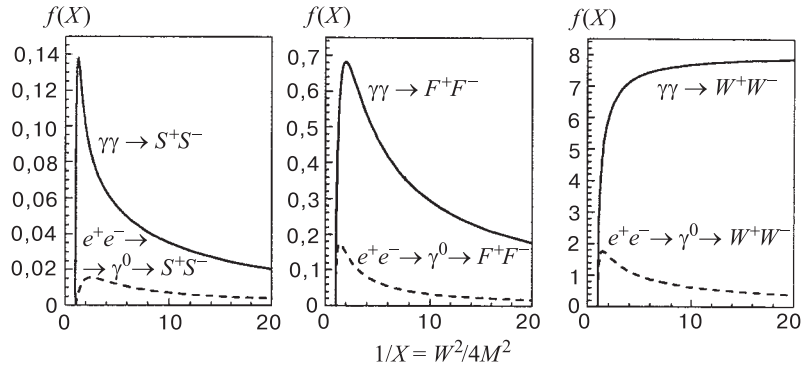 f(X)
0,14
0,12
0,10
0,08
0,06
0,04
0,02
0
γγ → S⁺S⁻
e⁺e⁻ →
→ γ⁰ → S⁺S⁻
0 10 20
f(X)
0,7
0,6
0,5
0,4
0,3
0,2
0,1
0
γγ → F⁺F⁻
e⁺e⁻ → γ⁰ → F⁺F⁻
0 10 20
1/X = W²/4M²
f(X)
8
7
6
5
4
3
2
1
0
γγ → W⁺W⁻
e⁺e⁻ → γ⁰ → W⁺W⁻
0 10 20